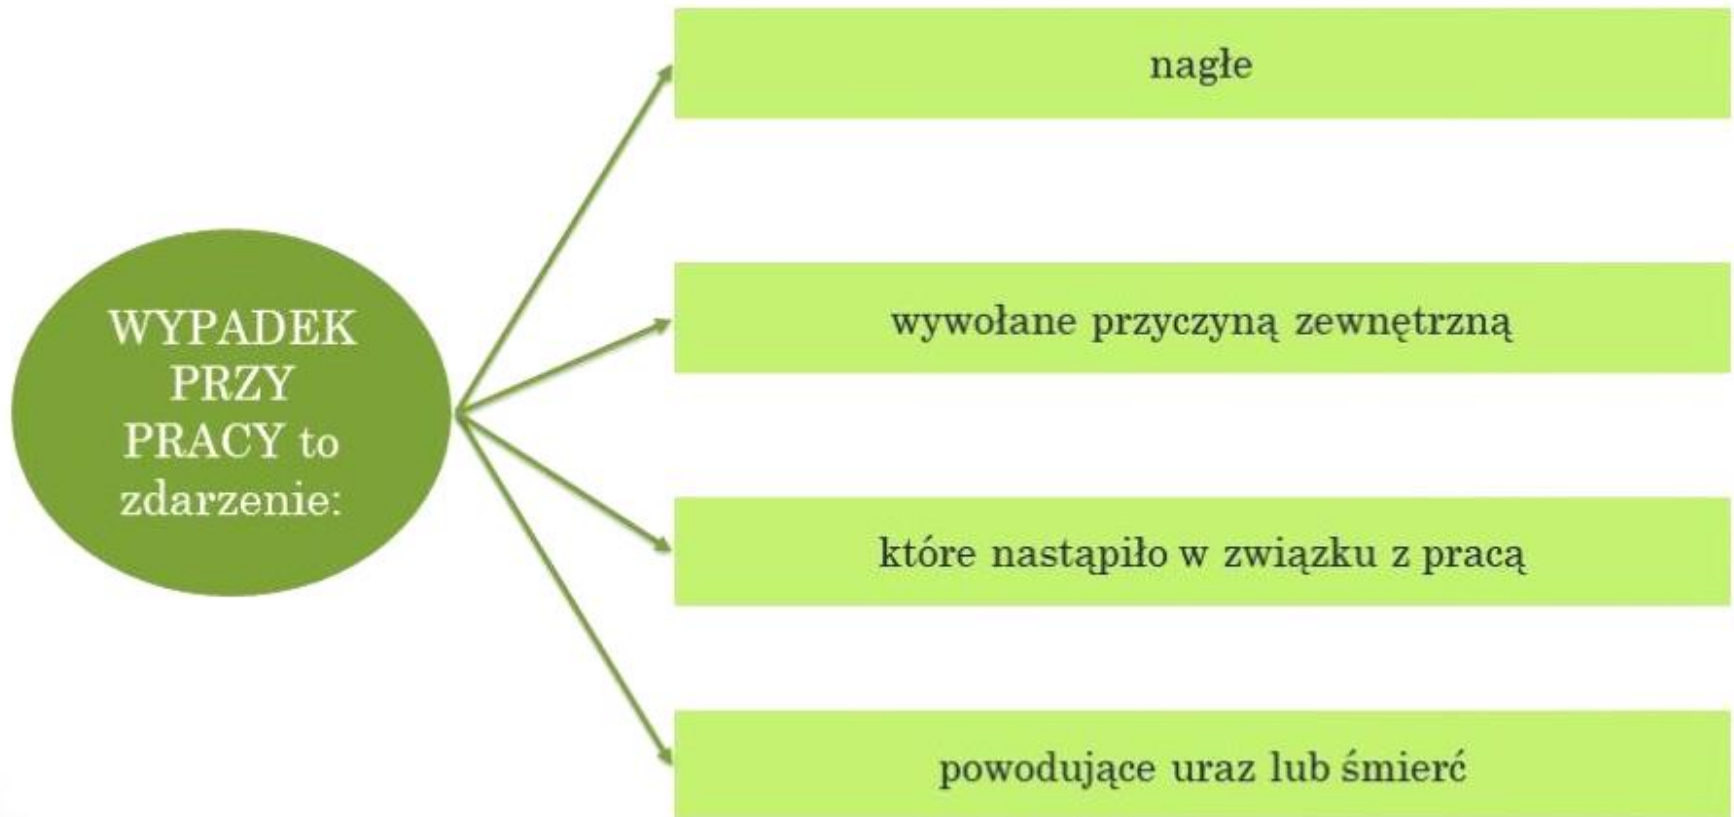 WYPADEK
PRZY
PRACY to
zdarzenie:
nagłe
wywołane przyczyną zewnętrzną
które nastąpiło w związku z pracą
powodujące uraz lub śmierć